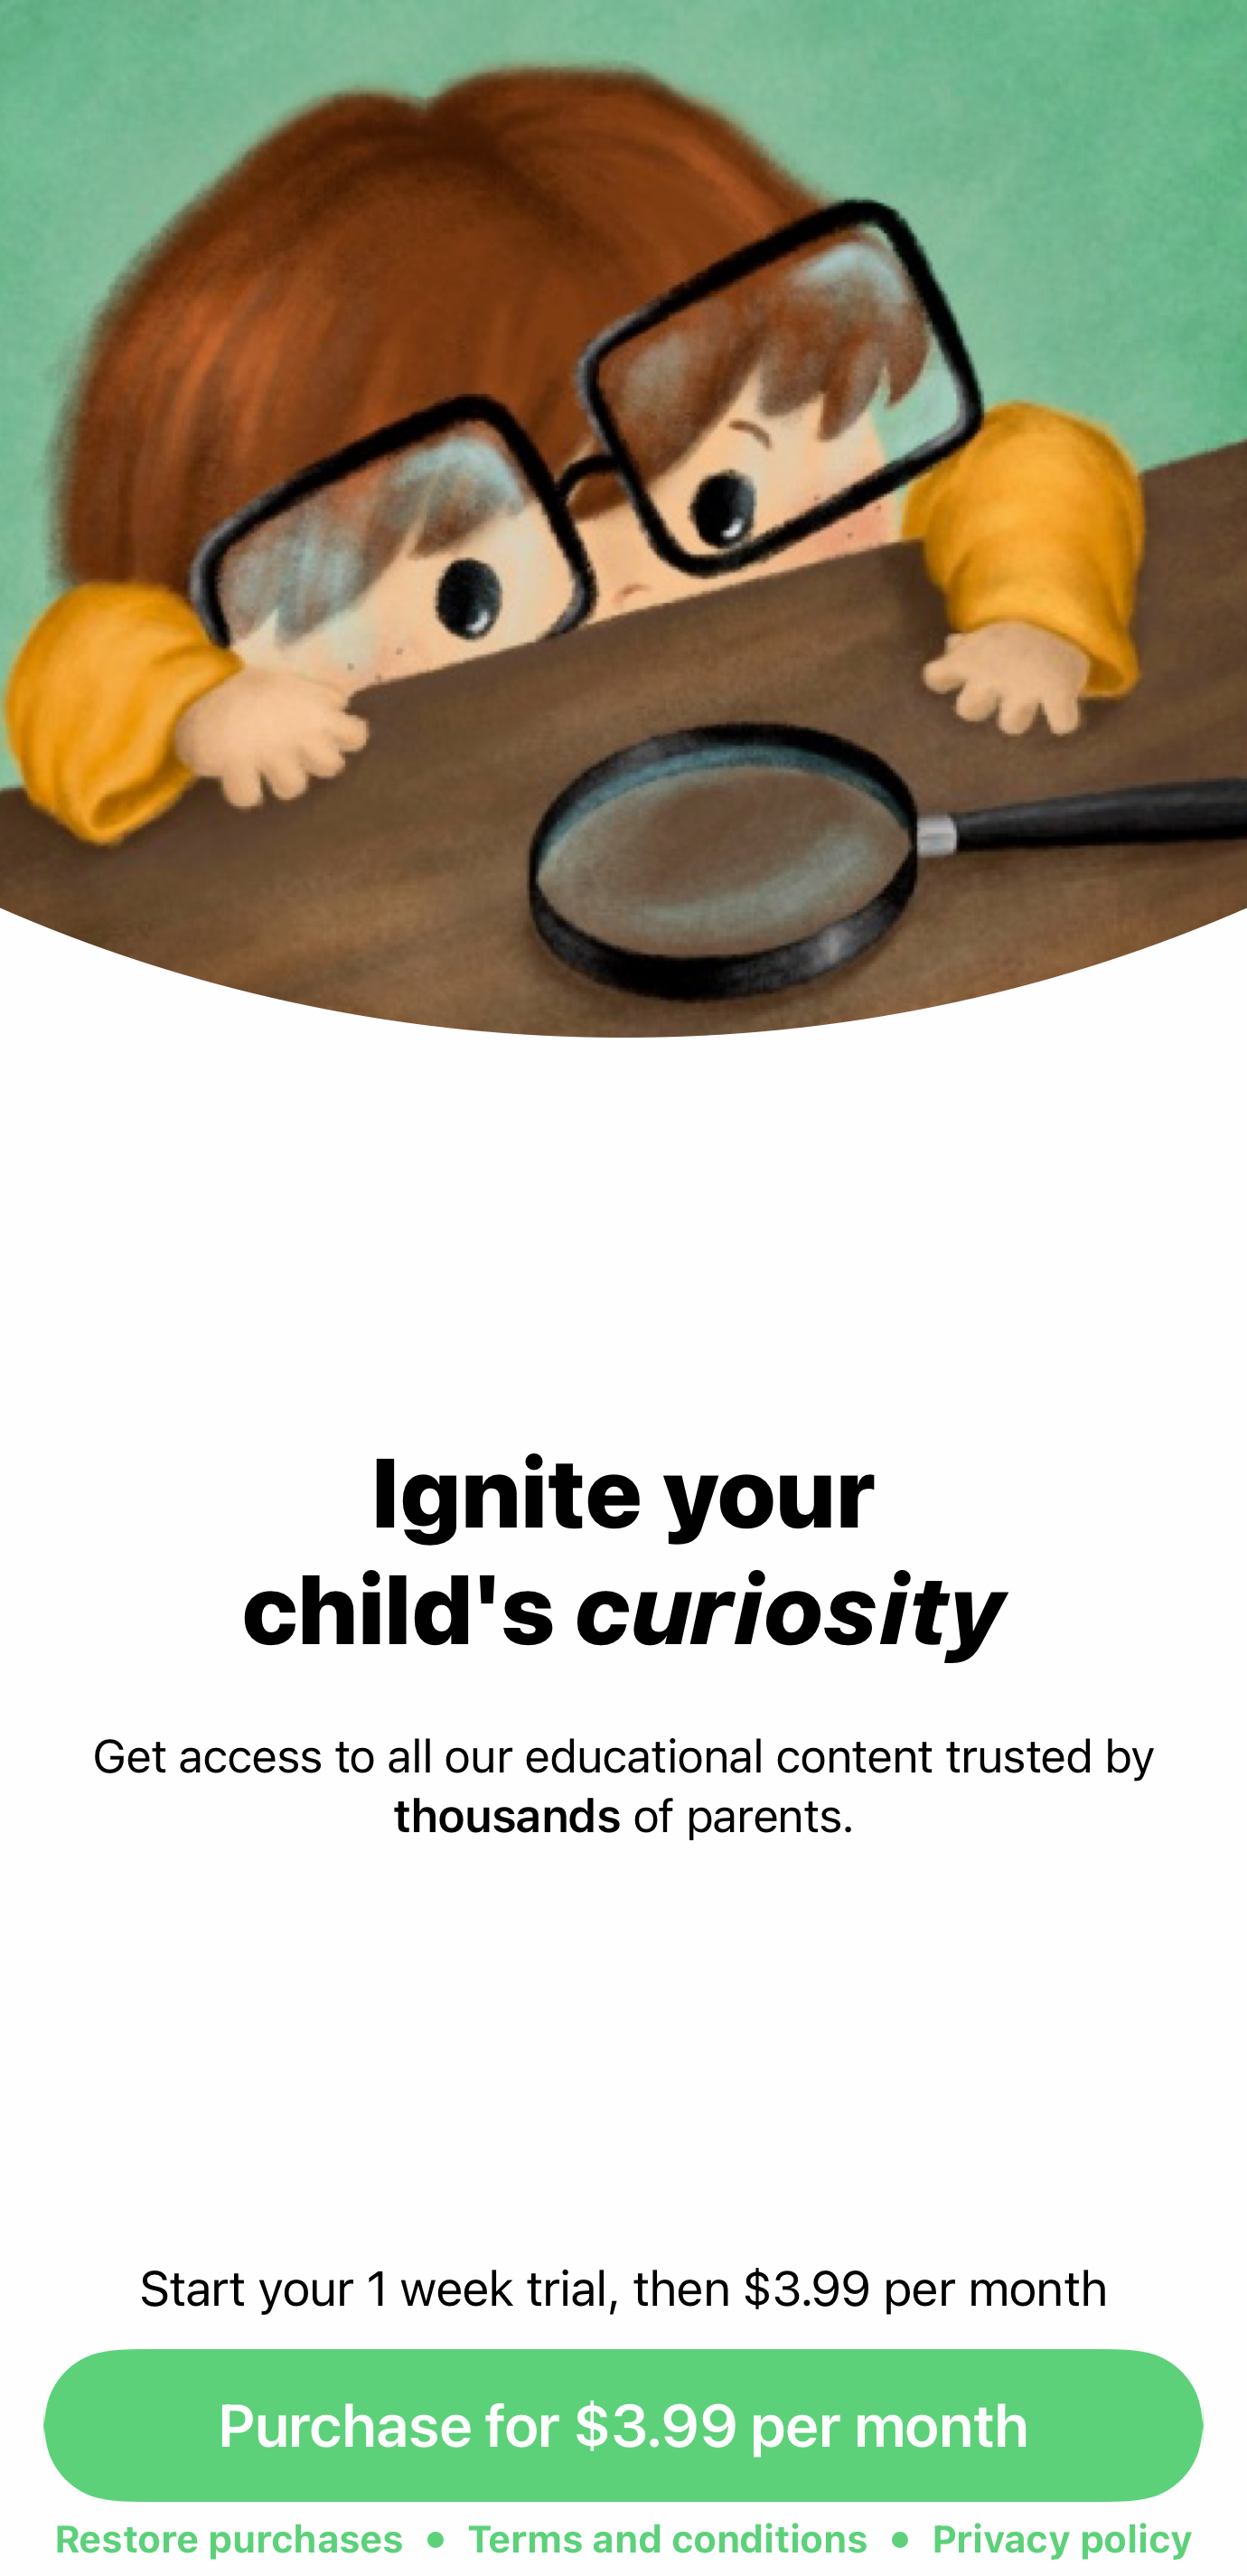 Ignite your
child's curiosity
Get access to all our educational content trusted by
thousands of parents.
Start your 1 week trial, then $3.99 per month
Purchase for $3.99 per month
Restore purchases • Terms and conditions • Privacy policy